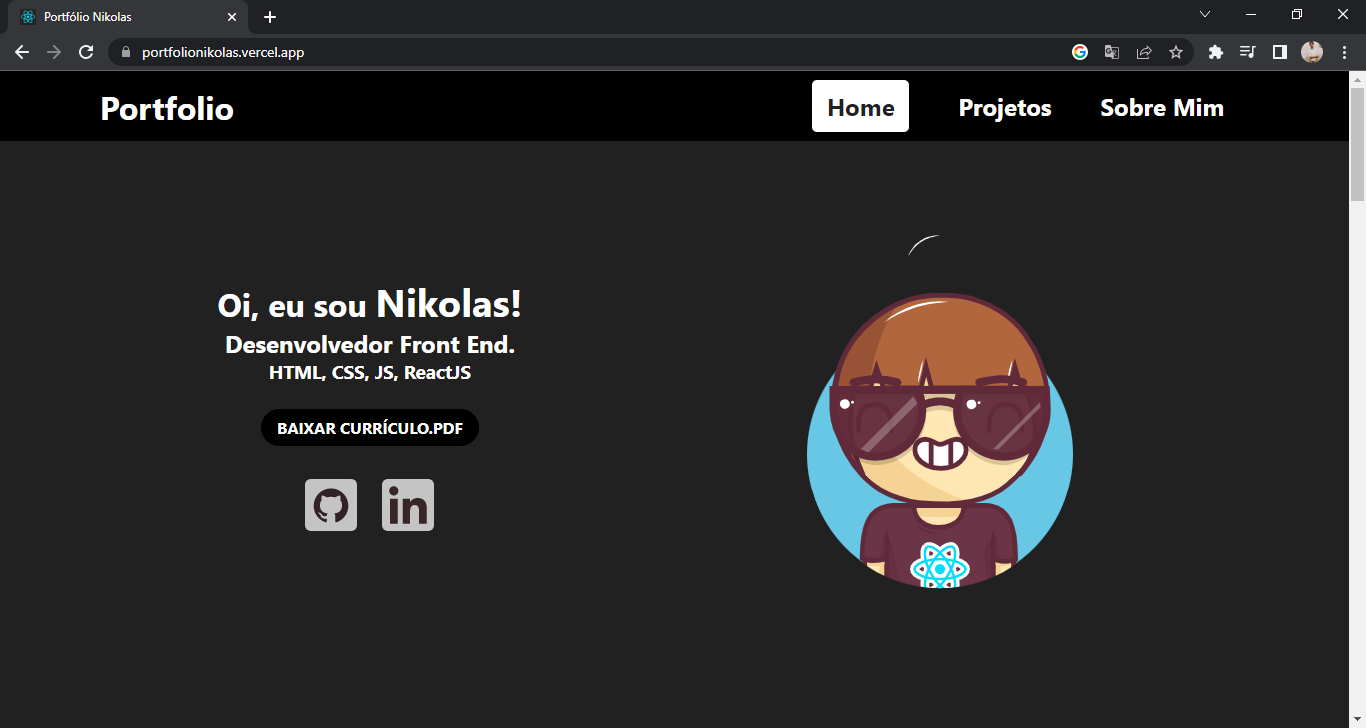 Portfólio Nikolas
portfolionikolas.vercel.app
Portfolio
Home
Projetos
Sobre Mim
Oi, eu sou Nikolas!
Desenvolvedor Front End.
HTML, CSS, JS, ReactJS
BAIXAR CURRÍCULO.PDF
in